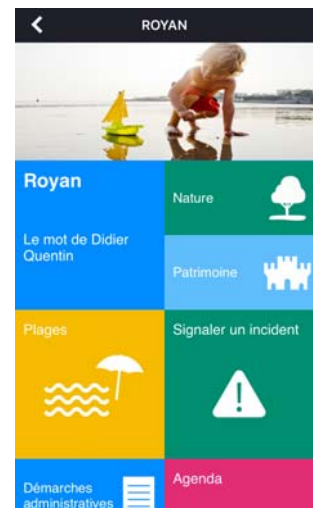 ROYAN
Royan
Le mot de Didier
Quentin
Nature
Patrimoine
Plages
Signaler un incident
Démarches
administratives
Agenda